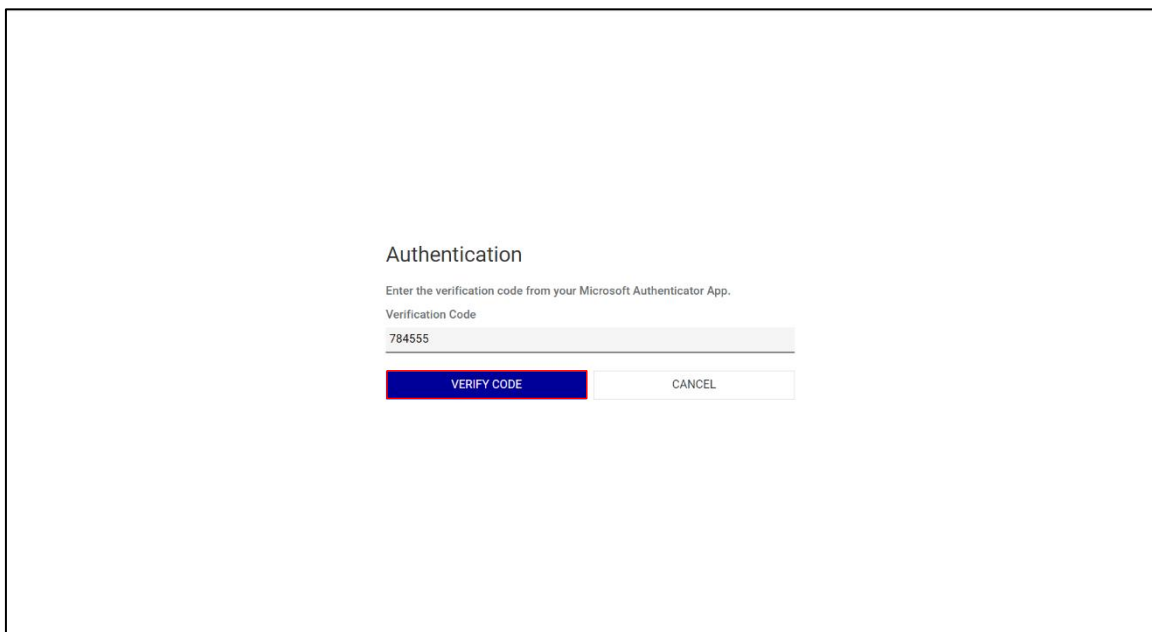 Authentication
Enter the verification code from your Microsoft Authenticator App.
Verification Code
784555
VERIFY CODE
CANCEL